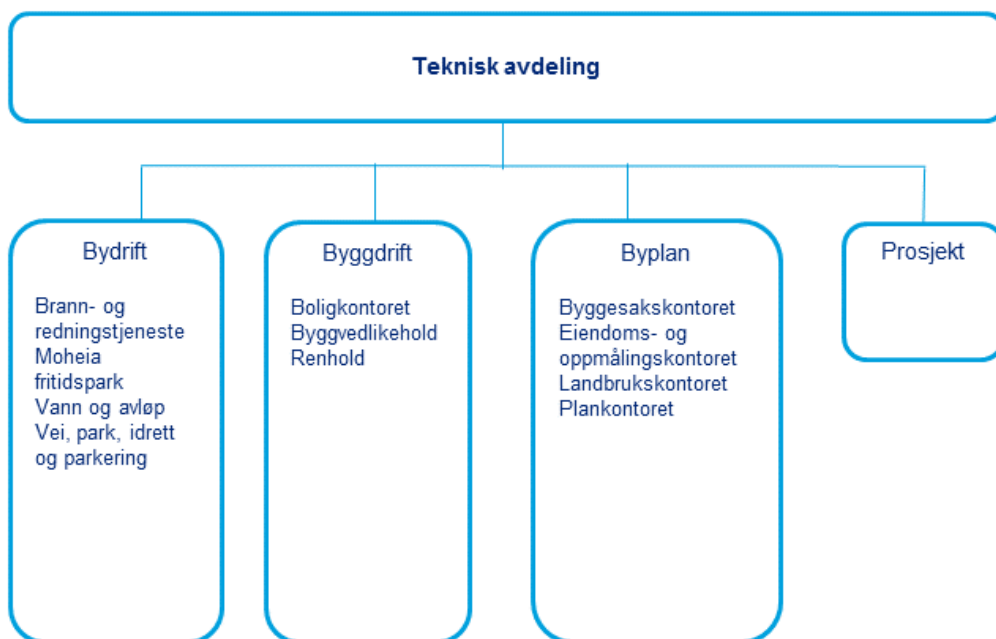 Teknisk avdeling
Bydrift
Brann- og
redningstjeneste
Moheia
fritidspark
Vann og avløp
Vei, park, idrett
og parkering
Byggdrift
Boligkontoret
Byggvedlikehold
Renhold
Byplan
Byggesakskontoret
Eiendoms- og
oppmålingskontoret
Landbrukskontoret
Plankontoret
Prosjekt